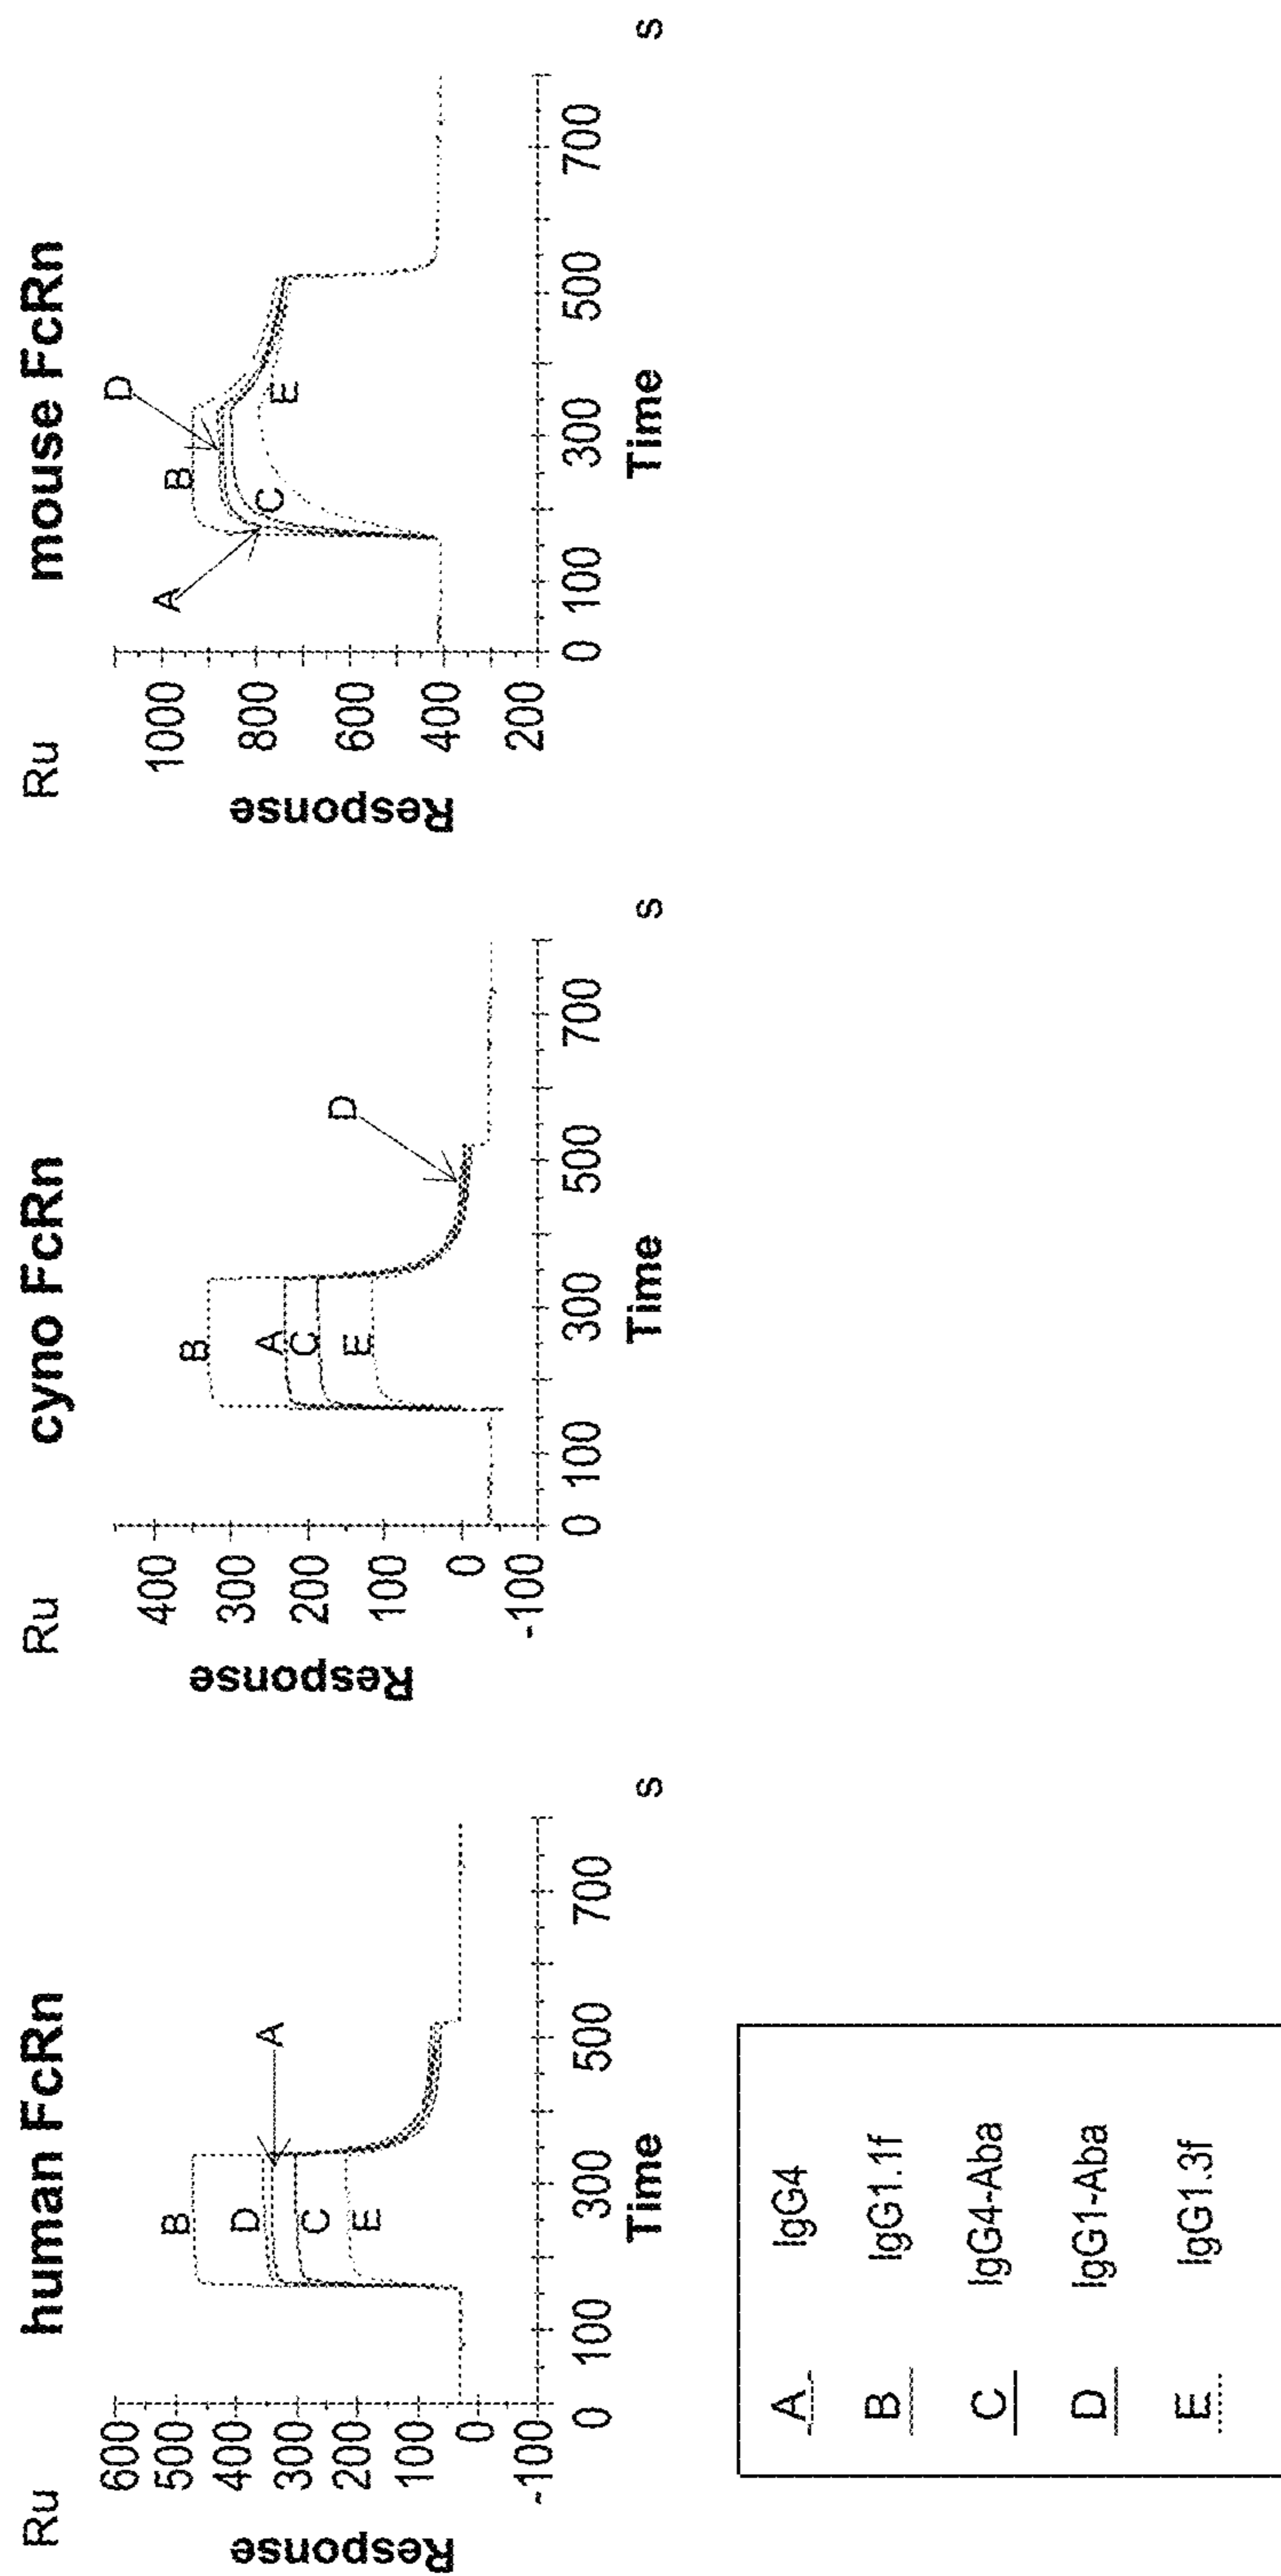 human FcRn
Ru
600
500
400
300
200
100
0
-100
Response
B
D
A
C
E
0 100 300 500 700
Time
s
cyno FcRn
Ru
400
300
200
100
0
-100
Response
B
A
C
E
D
0 100 300 500 700
Time
s
mouse FcRn
Ru
1000
800
600
400
200
Response
A
B
D
C
E
0 100 300 500 700
Time
s
A IgG4
B IgG1.1f
C IgG4-Aba
D IgG1-Aba
E IgG1.3f